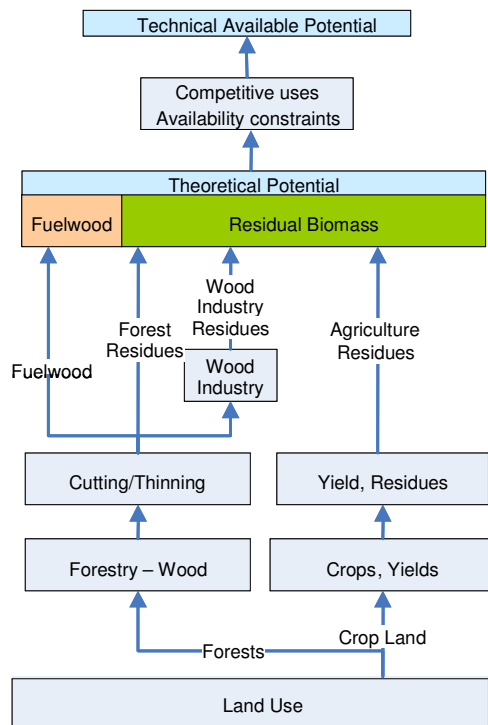 Technical Available Potential
Competitive uses
Availability constraints
Theoretical Potential
Fuelwood
Residual Biomass
Wood
Industry
Residues
Forest
Residues
Agriculture
Residues
Fuelwood
Wood
Industry
Cutting/Thinning
Yield, Residues
Forestry – Wood
Crops, Yields
Crop Land
Forests
Land Use